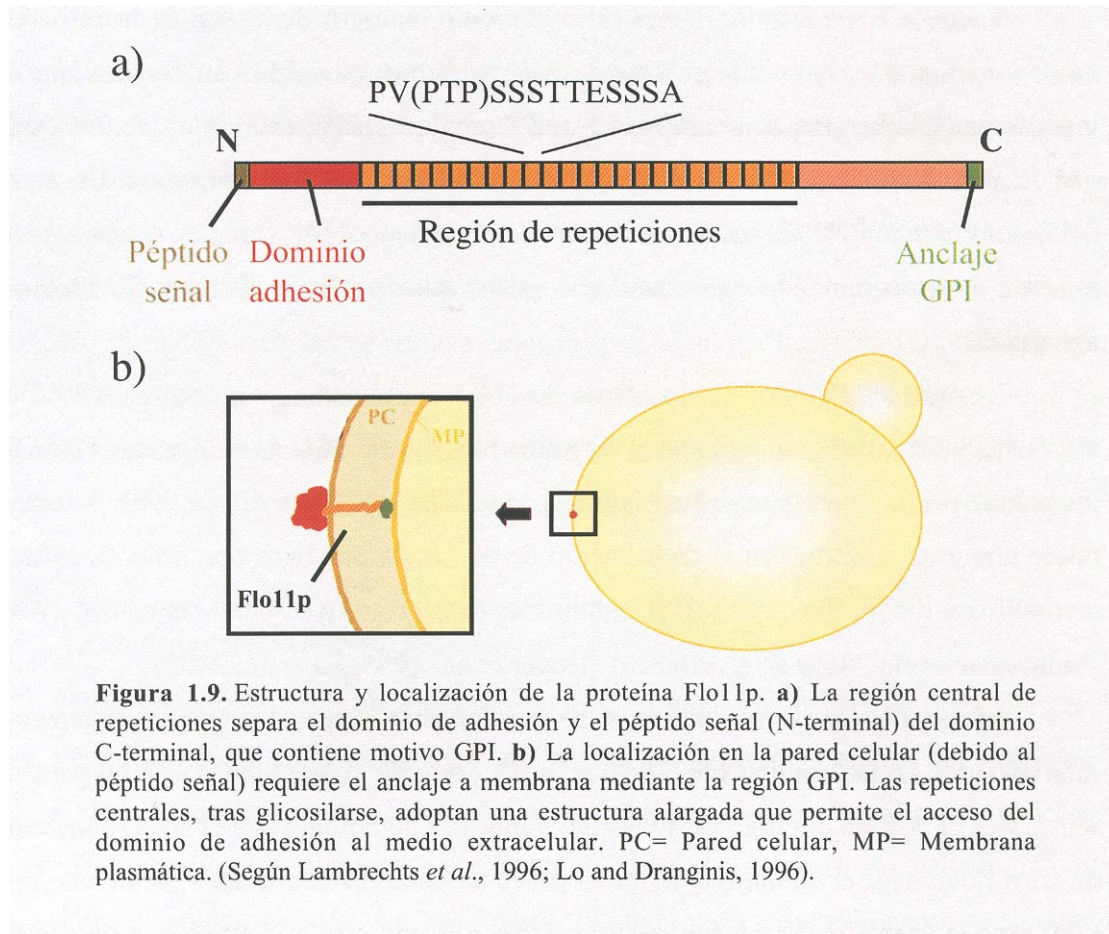 a)
PV(PTP)SSSTTESSSA
N
C
Péptido señal
Dominio adhesión
Región de repeticiones
Anclaje GPI
b)
PC
MP
Flo11p
Figura 1.9. Estructura y localización de la proteína Flo11p. a) La región central de
repeticiones separa el dominio de adhesión y el péptido señal (N-terminal) del dominio
C-terminal, que contiene motivo GPI. b) La localización en la pared celular (debido al
péptido señal) requiere el anclaje a membrana mediante la región GPI. Las repeticiones
centrales, tras glicosilarse, adoptan una estructura alargada que permite el acceso del
dominio de adhesión al medio extracelular. PC= Pared celular, MP= Membrana
plasmática. (Según Lambrechts et al., 1996; Lo and Dranginis, 1996).